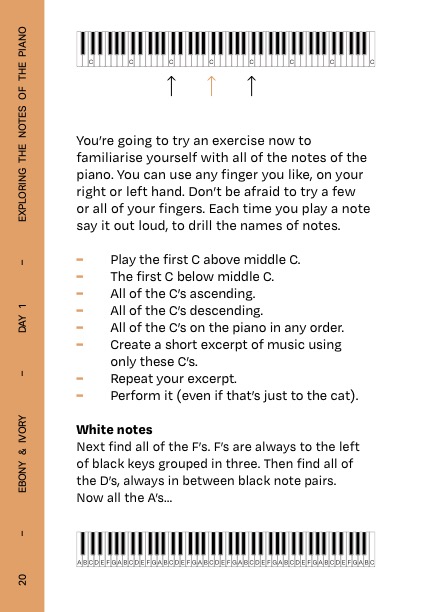 C C C C C C C C
You're going to try an exercise now to
familiarise yourself with all of the notes of the
piano. You can use any finger you like, on your
right or left hand. Don't be afraid to try a few
or all of your fingers. Each time you play a note
say it out loud, to drill the names of notes.
– Play the first C above middle C.
– The first C below middle C.
– All of the C's ascending.
– All of the C's descending.
– All of the C's on the piano in any order.
– Create a short excerpt of music using
only these C's.
– Repeat your excerpt.
– Perform it (even if that's just to the cat).
White notes
Next find all of the F's. F's are always to the left
of black keys grouped in three. Then find all of
the D's, always in between black note pairs.
Now all the A's...
A B C D E F G A B C D E F G A B C D E F G A B C D E F G A B C D E F G A B C D E F G A B C D E F G A B C
20 – EBONY & IVORY – DAY 1 – EXPLORING THE NOTES OF THE PIANO